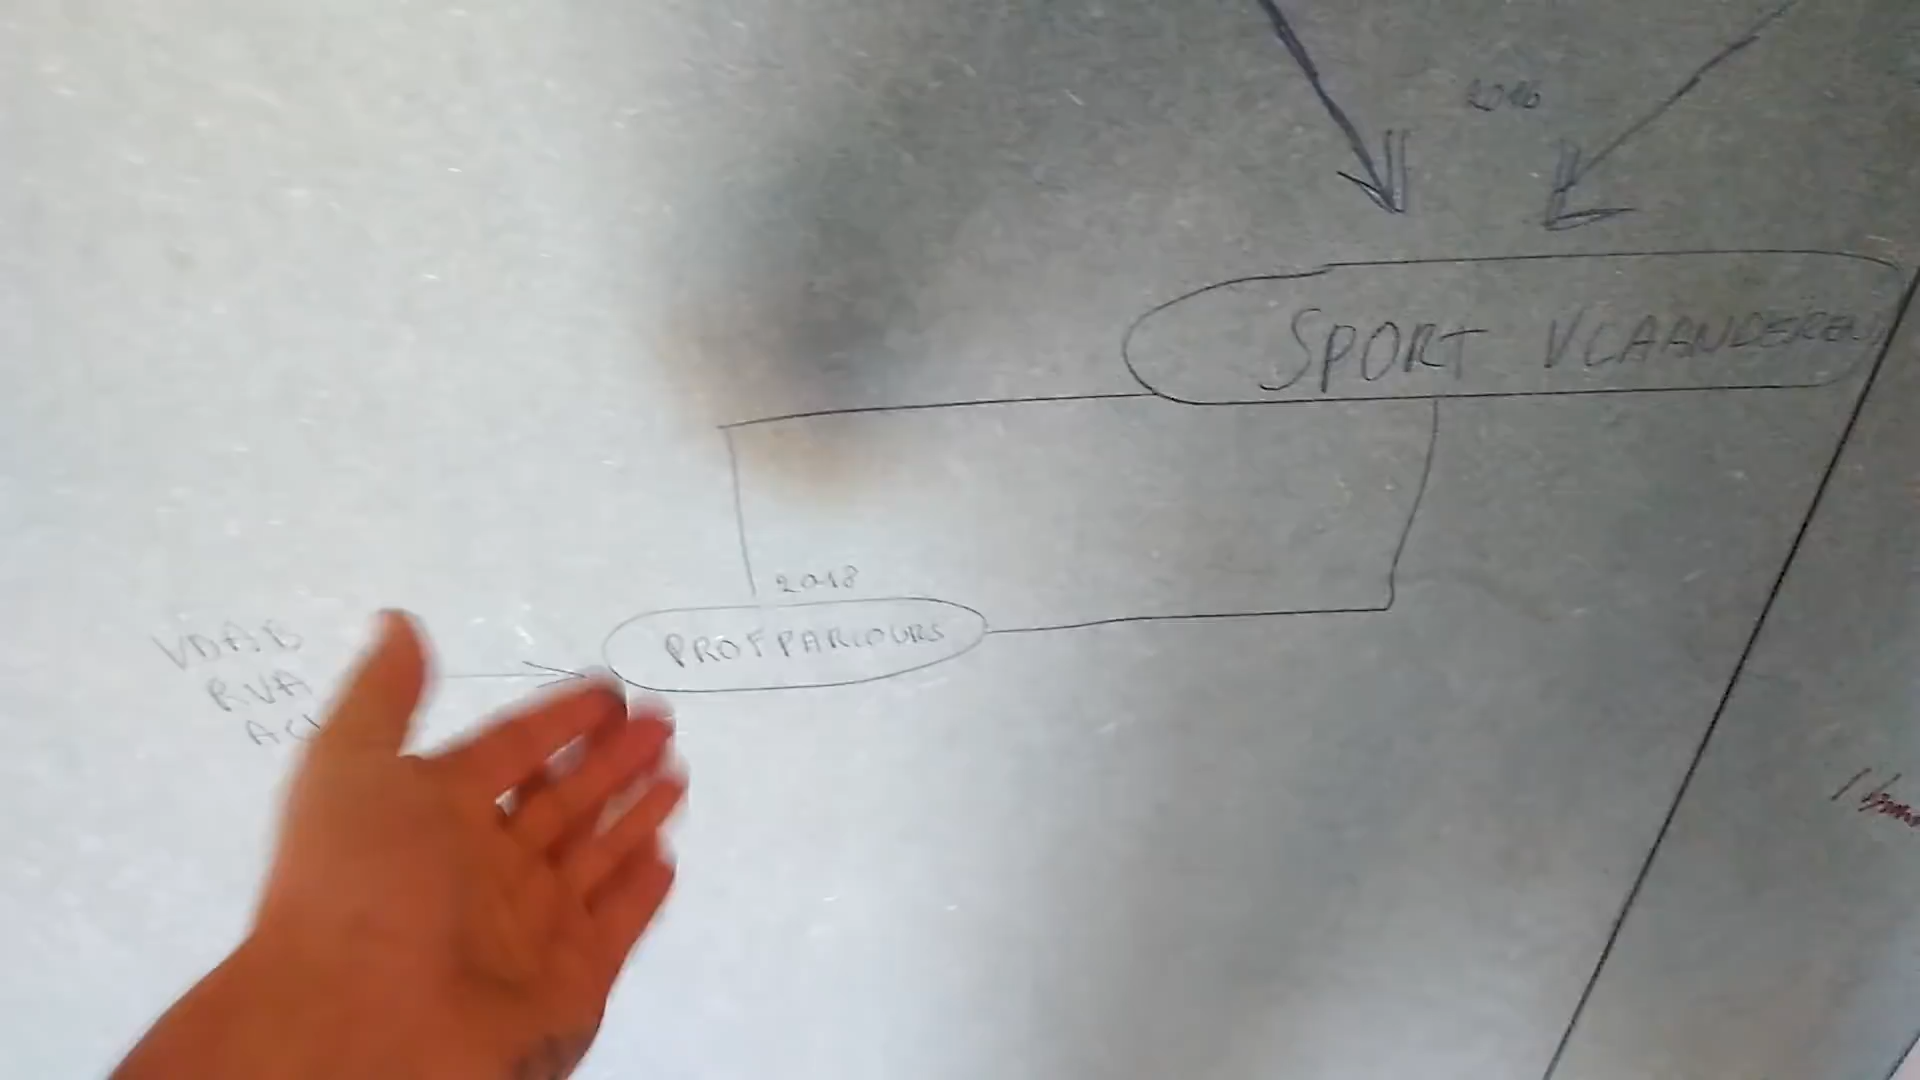 2016
SPORT VLAANDEREN
2018
PROFPARCOURS
VDAB
RVA